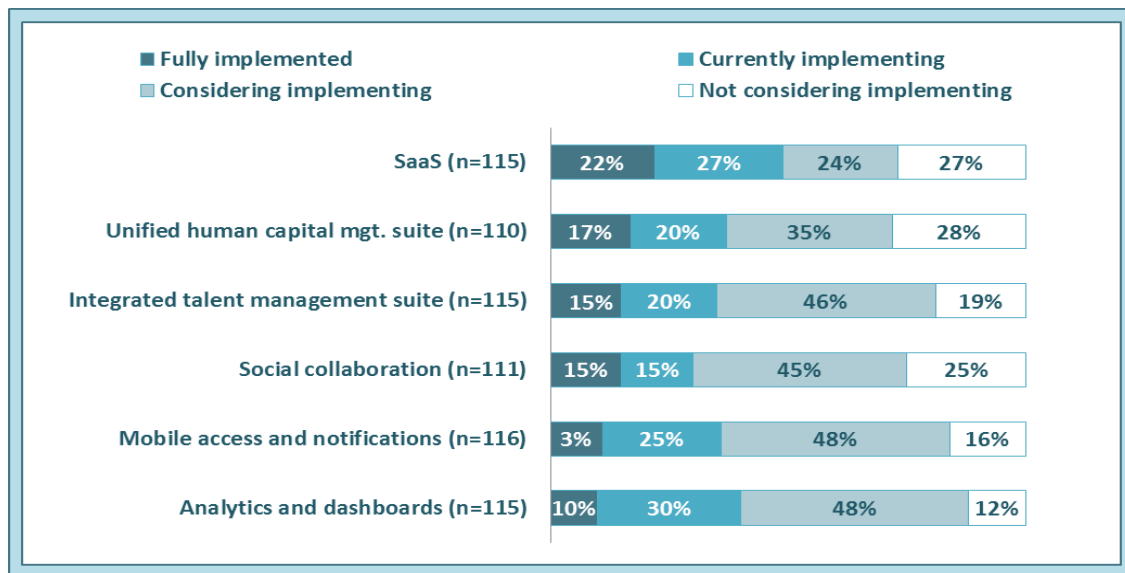 Fully implemented Currently implementing
Considering implementing Not considering implementing
SaaS (n=115) 22% 27% 24% 27%
Unified human capital mgt. suite (n=110) 17% 20% 35% 28%
Integrated talent management suite (n=115) 15% 20% 46% 19%
Social collaboration (n=111) 15% 15% 45% 25%
Mobile access and notifications (n=116) 3% 25% 48% 16%
Analytics and dashboards (n=115) 10% 30% 48% 12%